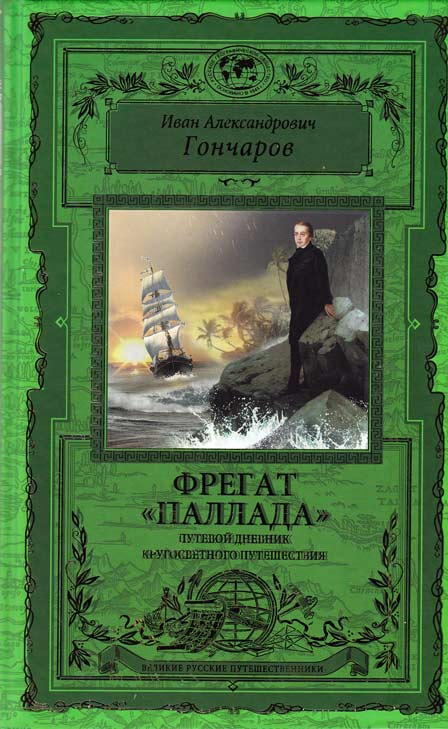 Иван Александрович
Гончаров
ФРЕГАТ
«ПАЛЛАДА»
ПУТЕВОЙ ДНЕВНИК
КРУГОСВЕТНОГО ПУТЕШЕСТВИЯ
ВЕЛИКИЕ РУССКИЕ ПУТЕШЕСТВЕННИКИ